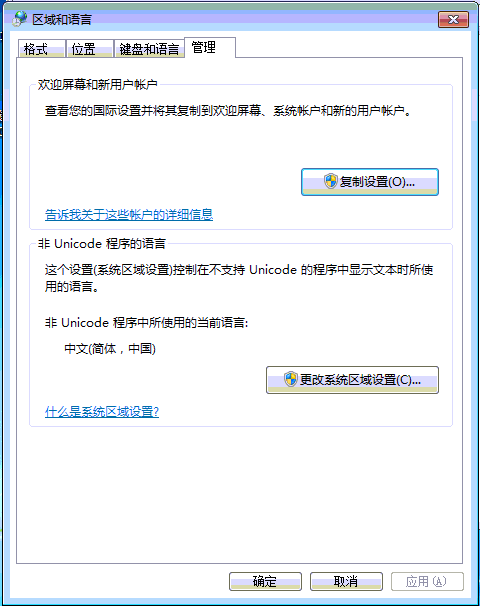 区域和语言
格式 位置 键盘和语言 管理
欢迎屏幕和新用户帐户
查看您的国际设置并将其复制到欢迎屏幕、系统帐户和新的用户帐户。
复制设置(O)...
告诉我关于这些帐户的详细信息
非 Unicode 程序的语言
这个设置(系统区域设置)控制在不支持 Unicode 的程序中显示文本时所使
用的语言。
非 Unicode 程序中所使用的当前语言:
中文(简体，中国)
更改系统区域设置(C)...
什么是系统区域设置?
确定 取消 应用(A)